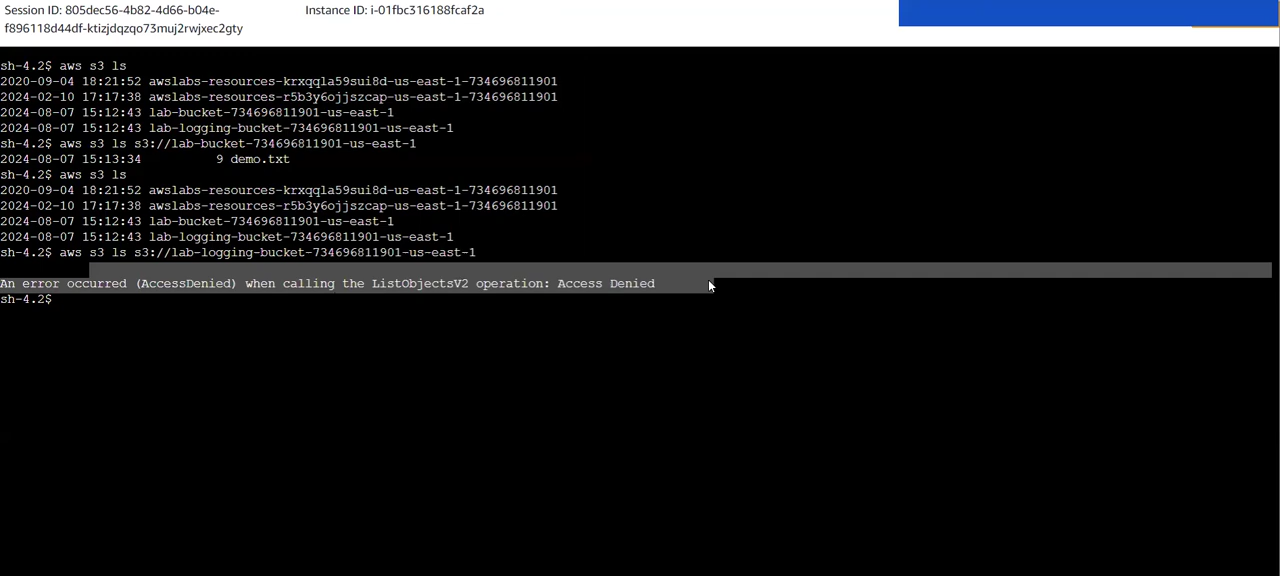 Session ID: 805dec56-4b82-4d66-b04e-
f896118d44df-ktizjdqzqo73muj2rwjxec2gty
Instance ID: i-01fbc316188fcaf2a
sh-4.2$ aws s3 ls
2020-09-04 18:21:52 awslabs-resources-krxqqla59sui8d-us-east-1-734696811901
2024-02-10 17:17:38 awslabs-resources-r5b3y6ojjszcap-us-east-1-734696811901
2024-08-07 15:12:43 lab-bucket-734696811901-us-east-1
2024-08-07 15:12:43 lab-logging-bucket-734696811901-us-east-1
sh-4.2$ aws s3 ls s3://lab-bucket-734696811901-us-east-1
2024-08-07 15:13:34          9 demo.txt
sh-4.2$ aws s3 ls
2020-09-04 18:21:52 awslabs-resources-krxqqla59sui8d-us-east-1-734696811901
2024-02-10 17:17:38 awslabs-resources-r5b3y6ojjszcap-us-east-1-734696811901
2024-08-07 15:12:43 lab-bucket-734696811901-us-east-1
2024-08-07 15:12:43 lab-logging-bucket-734696811901-us-east-1
sh-4.2$ aws s3 ls s3://lab-logging-bucket-734696811901-us-east-1
An error occurred (AccessDenied) when calling the ListObjectsV2 operation: Access Denied
sh-4.2$